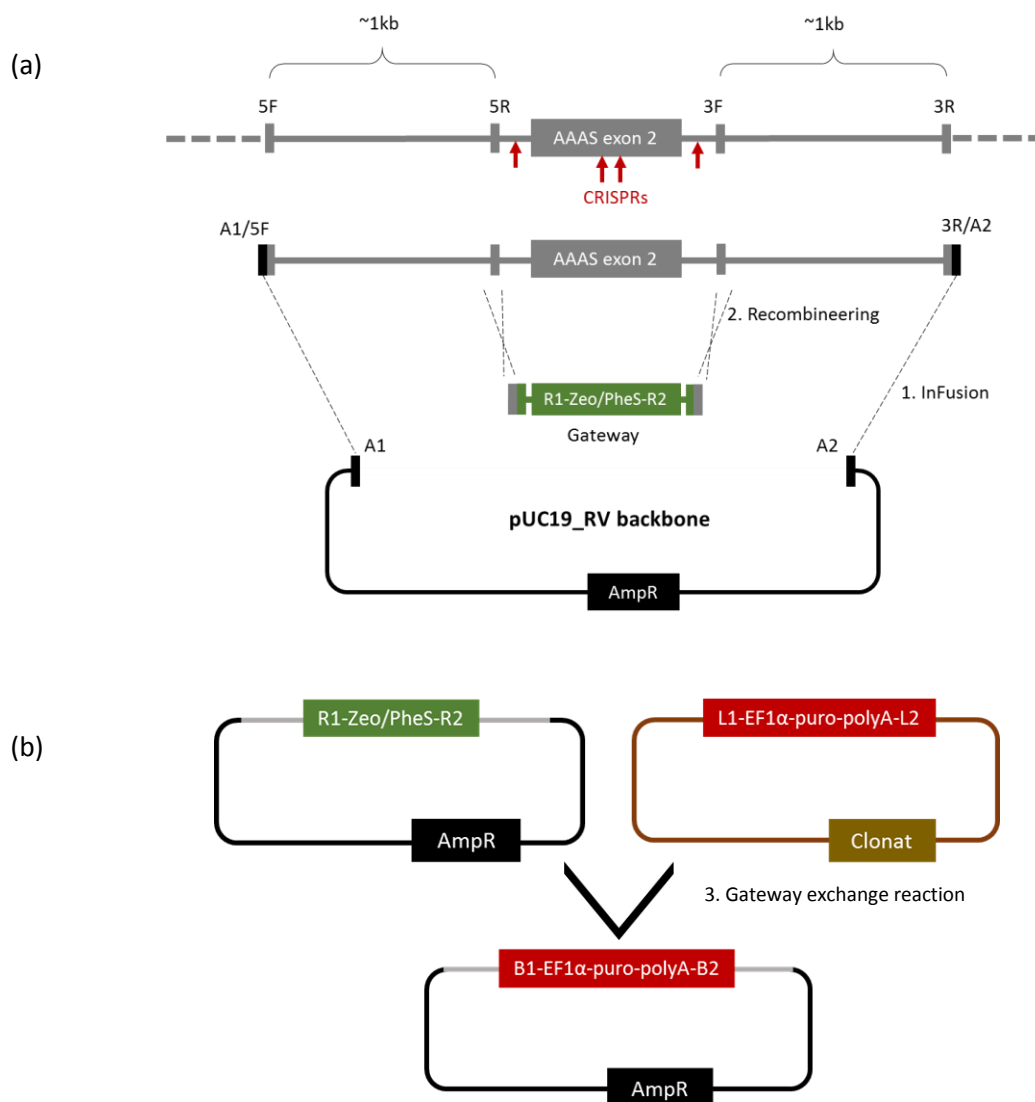 (a)
~1kb
~1kb
5F
5R
3F
3R
AAAS exon 2
CRISPRs
A1/5F
3R/A2
AAAS exon 2
2. Recombineering
R1-Zeo/PheS-R2
1. InFusion
Gateway
A1
A2
pUC19_RV backbone
AmpR
(b)
R1-Zeo/PheS-R2
L1-EF1α-puro-polyA-L2
AmpR
Clonat
3. Gateway exchange reaction
B1-EF1α-puro-polyA-B2
AmpR